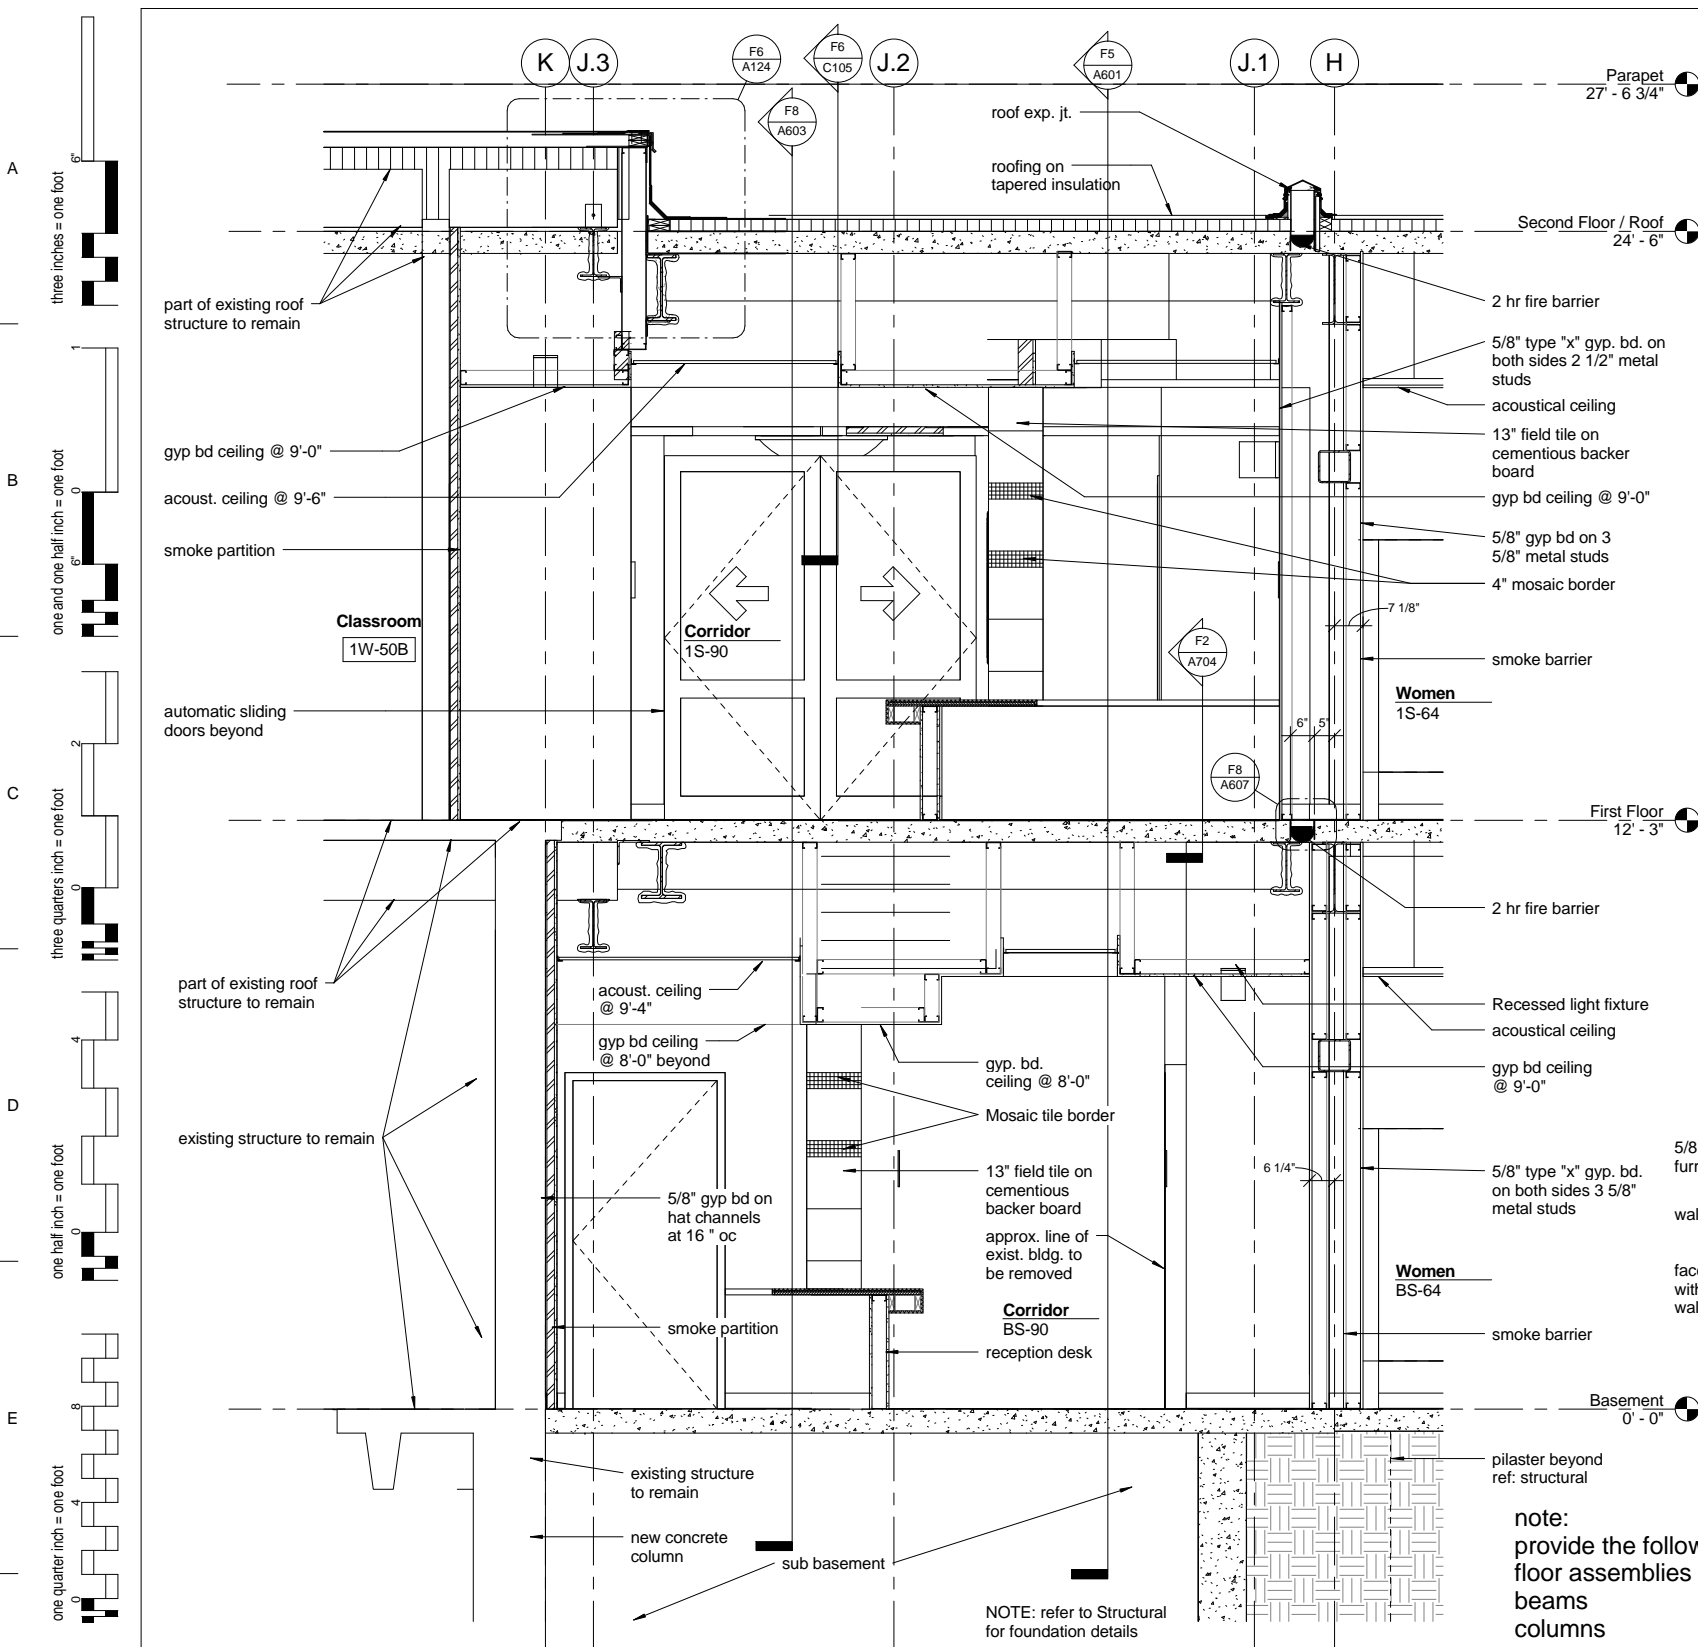 K
J.3
F6
A124
F6
C105
J.2
F5
A601
J.1
H
Parapet
27' - 6 3/4"
F8
A603
roof exp. jt.
roofing on
tapered insulation
Second Floor / Roof
24' - 6"
A
B
C
D
E
6"
three inches = one foot
1
0
6"
one and one half inch = one foot
2
0
three quarters inch = one foot
4
0
one half inch = one foot
8
4
0
one quarter inch = one foot
part of existing roof
structure to remain
gyp bd ceiling @ 9'-0"
acoust. ceiling @ 9'-6"
smoke partition
Classroom
1W-50B
automatic sliding
doors beyond
Corridor
1S-90
2 hr fire barrier
5/8" type "x" gyp. bd. on
both sides 2 1/2" metal
studs
acoustical ceiling
13" field tile on
cementious backer
board
gyp bd ceiling @ 9'-0"
5/8" gyp bd on 3
5/8" metal studs
4" mosaic border
7 1/8"
F2
A704
smoke barrier
Women
1S-64
6"
5"
F8
A607
First Floor
12' - 3"
2 hr fire barrier
part of existing roof
structure to remain
acoust. ceiling
@ 9'-4"
gyp bd ceiling
@ 8'-0" beyond
gyp. bd.
ceiling @ 8'-0"
Mosaic tile border
Recessed light fixture
acoustical ceiling
gyp bd ceiling
@ 9'-0"
existing structure to remain
5/8" gyp bd on
hat channels
at 16 " oc
13" field tile on
cementious
backer board
approx. line of
exist. bldg. to
be removed
6 1/4"
5/8" type "x" gyp. bd.
on both sides 3 5/8"
metal studs
5/8
furr
wal
Women
BS-64
Corridor
BS-90
smoke partition
reception desk
smoke barrier
with
wal
Basement
0' - 0"
existing structure
to remain
new concrete
column
sub basement
pilaster beyond
ref: structural
NOTE: refer to Structural
for foundation details
note:
provide the follow
floor assemblies
beams
columns